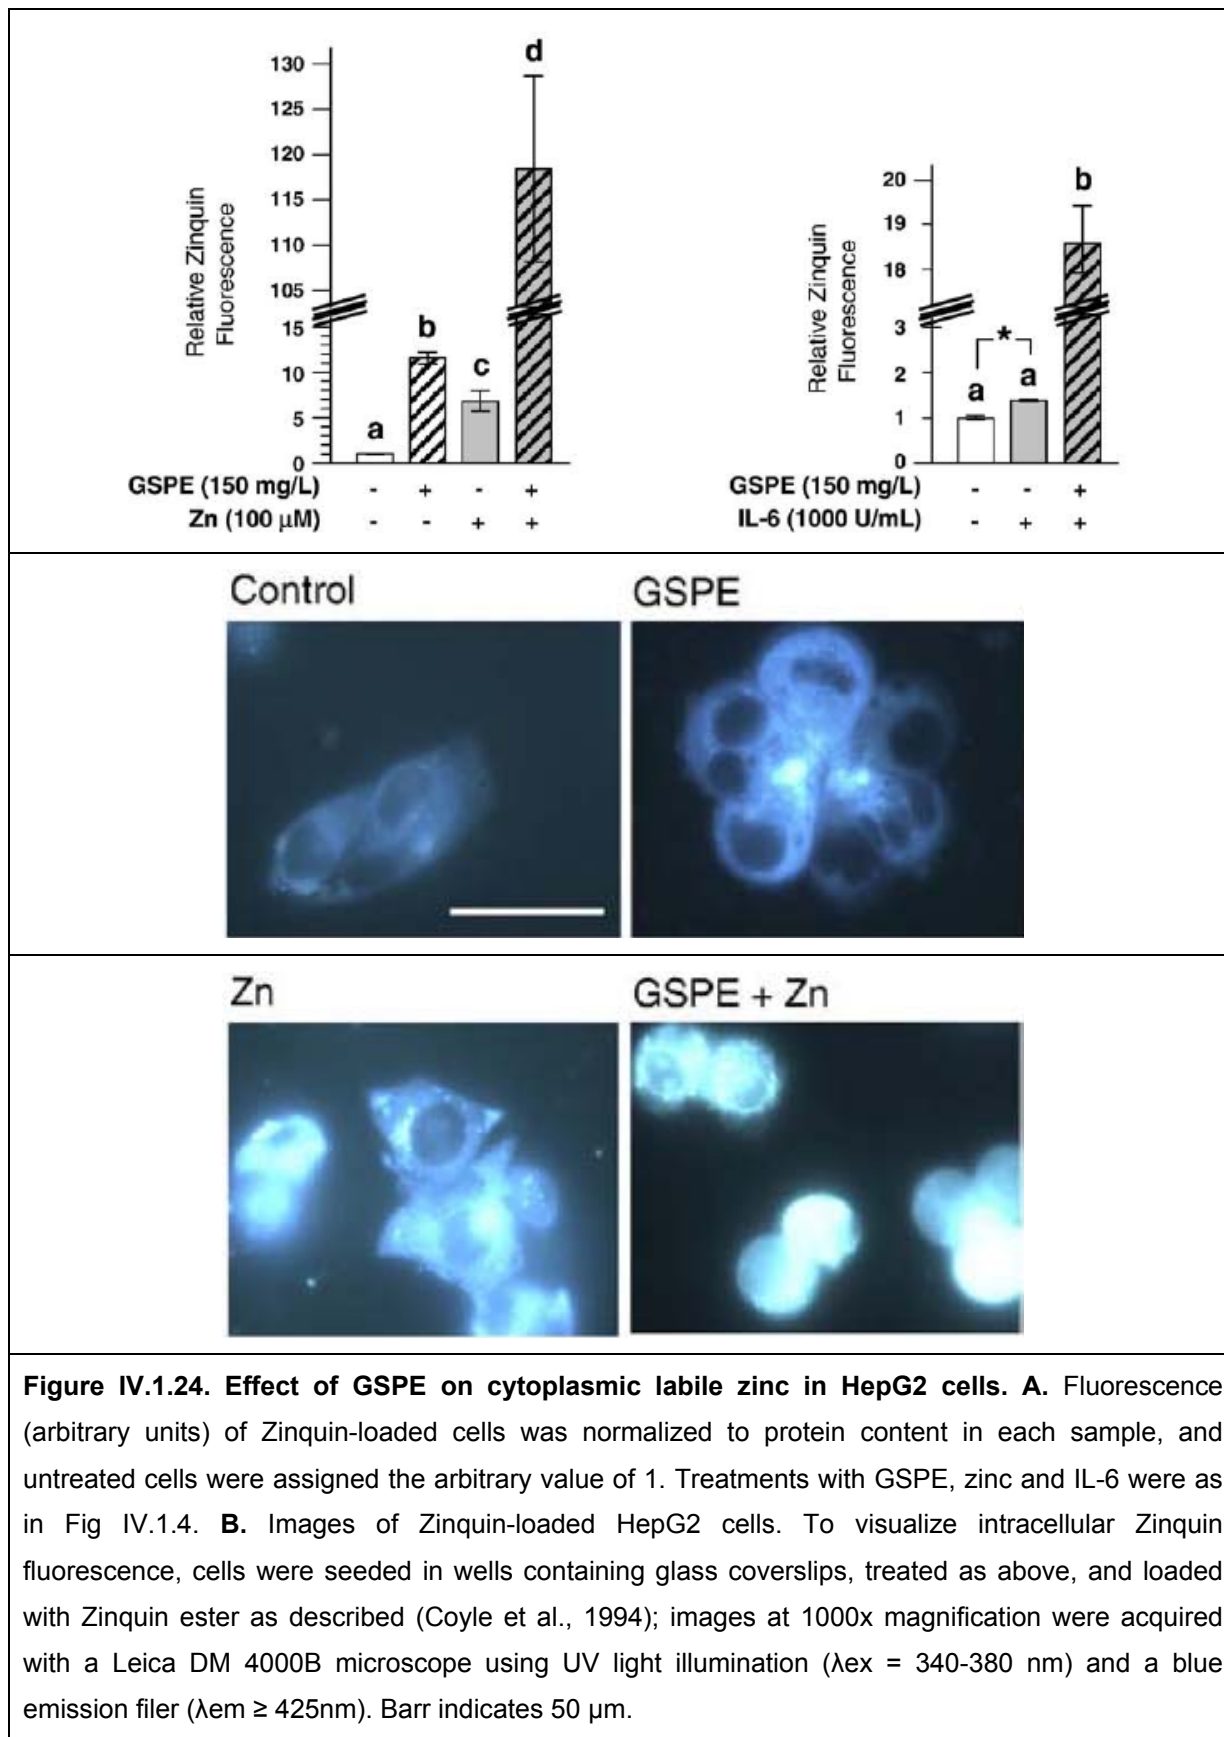 d
130
125
120
115
110
105
15
10
5
0
Relative Zinquin
Fluorescence
a
b
c
GSPE (150 mg/L) - + - +
Zn (100 µM) - - + +
20
19
18
3
2
1
0
Relative Zinquin
Fluorescence
b
*
a
a
GSPE (150 mg/L) - - +
IL-6 (1000 U/mL) - + +
Control
GSPE
Zn
GSPE + Zn
Figure IV.1.24. Effect of GSPE on cytoplasmic labile zinc in HepG2 cells. A. Fluorescence
(arbitrary units) of Zinquin-loaded cells was normalized to protein content in each sample, and
untreated cells were assigned the arbitrary value of 1. Treatments with GSPE, zinc and IL-6 were as
in Fig IV.1.4. B. Images of Zinquin-loaded HepG2 cells. To visualize intracellular Zinquin
fluorescence, cells were seeded in wells containing glass coverslips, treated as above, and loaded
with Zinquin ester as described (Coyle et al., 1994); images at 1000x magnification were acquired
with a Leica DM 4000B microscope using UV light illumination (λex = 340-380 nm) and a blue
emission filer (λem ≥ 425nm). Barr indicates 50 µm.